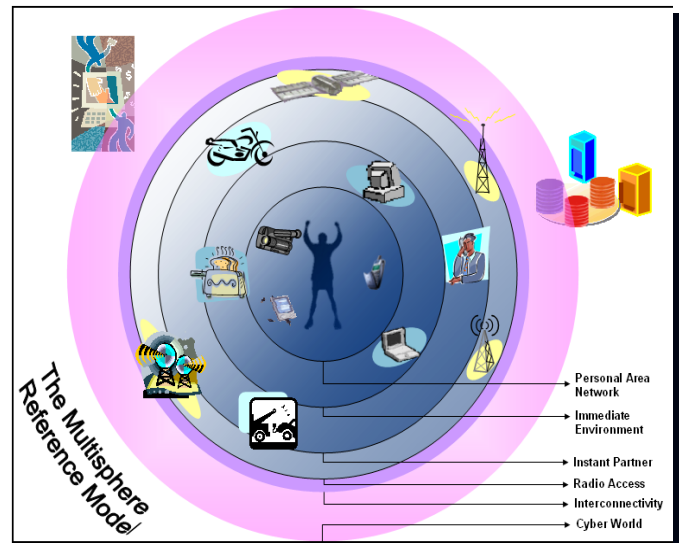 The Multisphere
Reference Model
Personal Area
Network
Immediate
Environment
Instant Partner
Radio Access
Interconnectivity
Cyber World